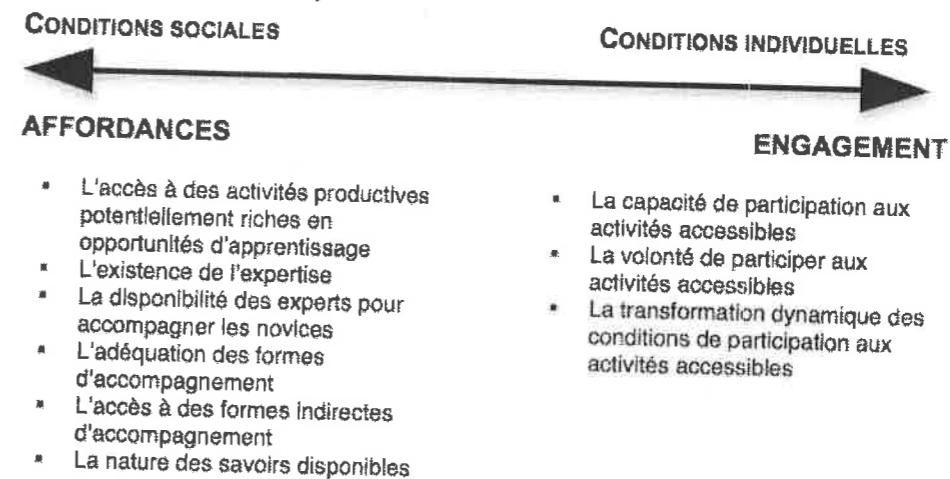 CONDITIONS SOCIALES
CONDITIONS INDIVIDUELLES
AFFORDANCES
▪ L'accès à des activités productives
potentiellement riches en
opportunités d'apprentissage
▪ L'existence de l'expertise
▪ La disponibilité des experts pour
accompagner les novices
▪ L'adéquation des formes
d'accompagnement
▪ L'accès à des formes indirectes
d'accompagnement
▪ La nature des savoirs disponibles
ENGAGEMENT
▪ La capacité de participation aux
activités accessibles
▪ La volonté de participer aux
activités accessibles
▪ La transformation dynamique des
conditions de participation aux
activités accessibles